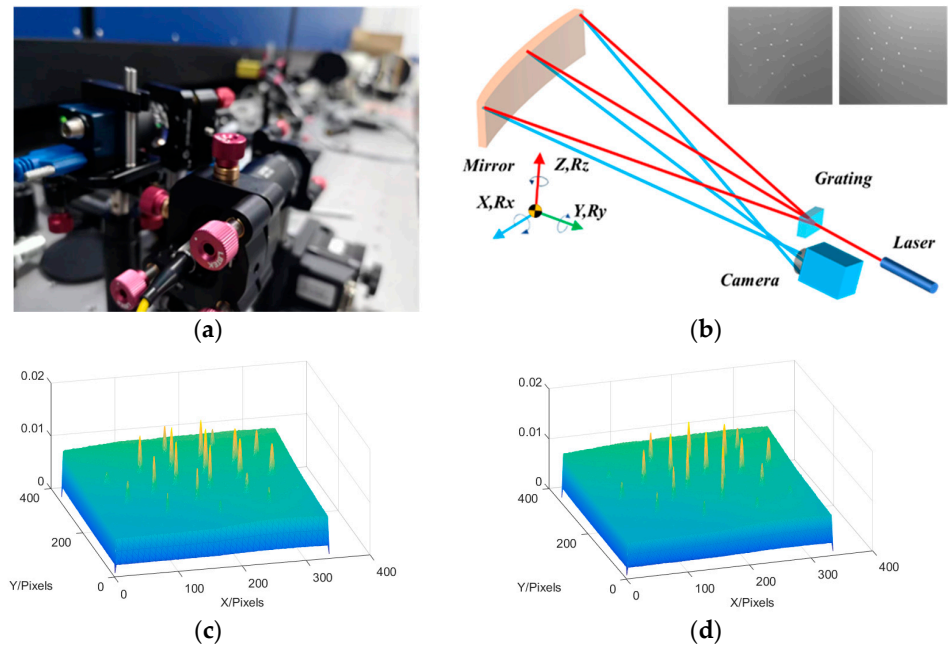 (a)
Mirror
Z,Rz
X,Rx
Y,Ry
Grating
Laser
Camera
(b)
0.02
0.01
0
400
200
0
Y/Pixels
0
100
200
300
400
X/Pixels
(c)
0.02
0.01
0
400
200
0
Y/Pixels
0
100
200
300
400
X/Pixels
(d)